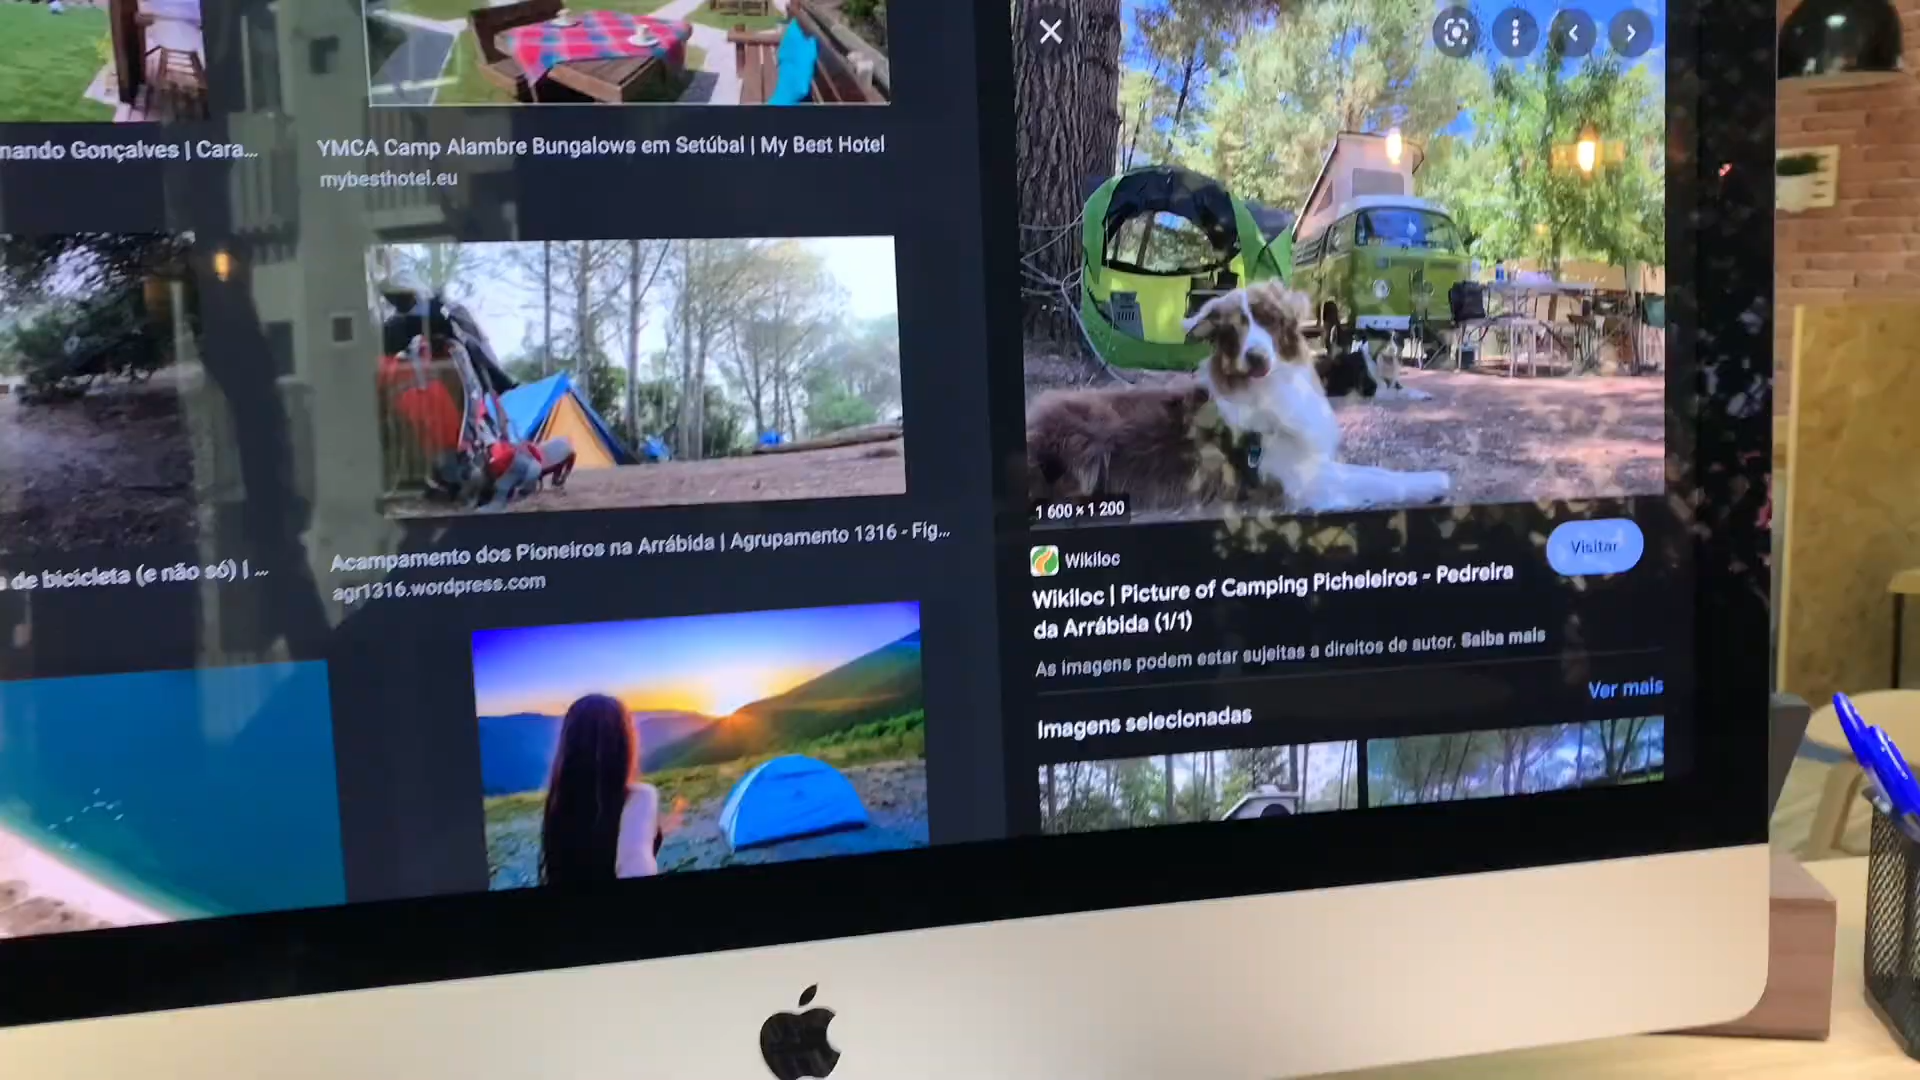 nando Gonçalves | Cara...
YMCA Camp Alambre Bungalows em Setúbal | My Best Hotel
mybesthotel.eu
a de bicicleta (e não só) | ...
Acampamento dos Pioneiros na Arrábida | Agrupamento 1316 - Fig...
agr1316.wordpress.com
1 600 × 1 200
Wikiloc
Visitar
Wikiloc | Picture of Camping Picheleiros - Pedreira
da Arrábida (1/1)
As imagens podem estar sujeitas a direitos de autor. Saiba mais
Ver mais
Imagens selecionadas